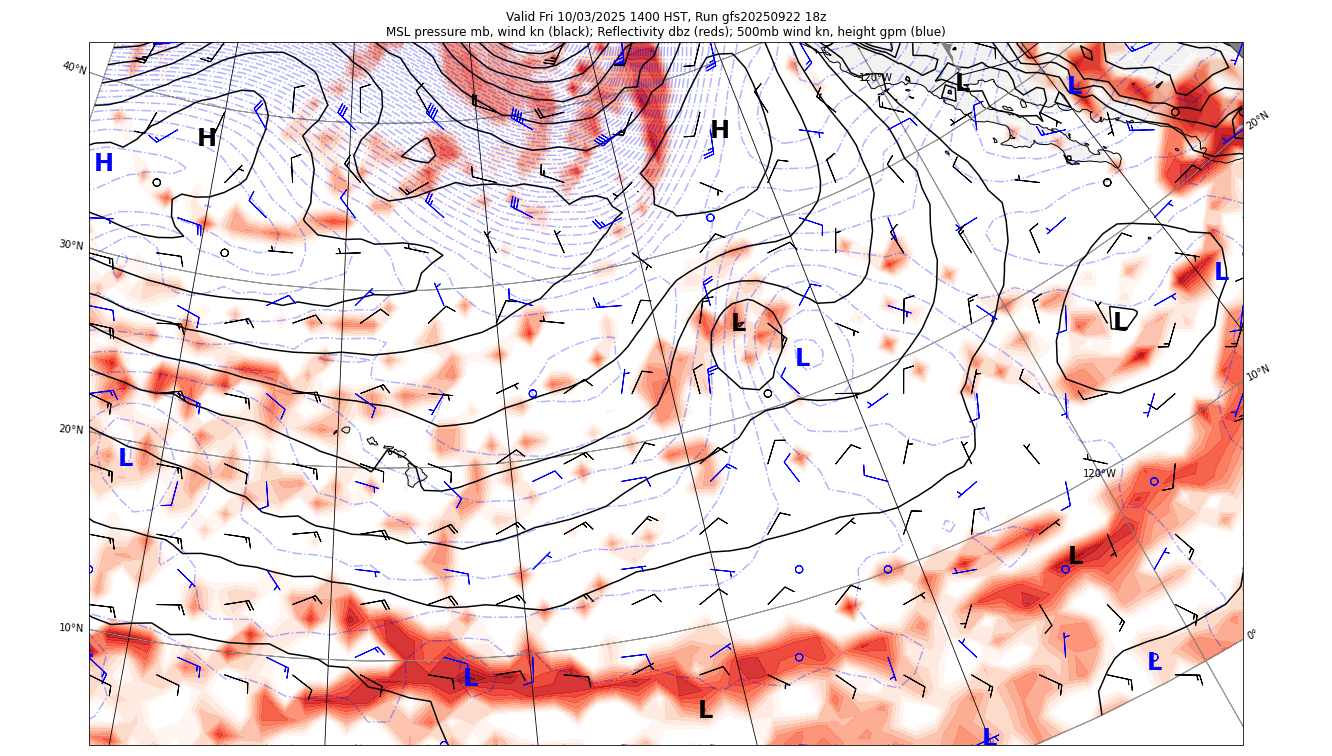 Valid Fri 10/03/2025 1400 HST, Run gfs20250922 18z
MSL pressure mb, wind kn (black); Reflectivity dbz (reds); 500mb wind kn, height gpm (blue)
40°N
120°W
L
L
20°N
H
H
H
30°N
L
L
L
L
10°N
20°N
L
120°W
L
10°N
0°
L
L
L
L